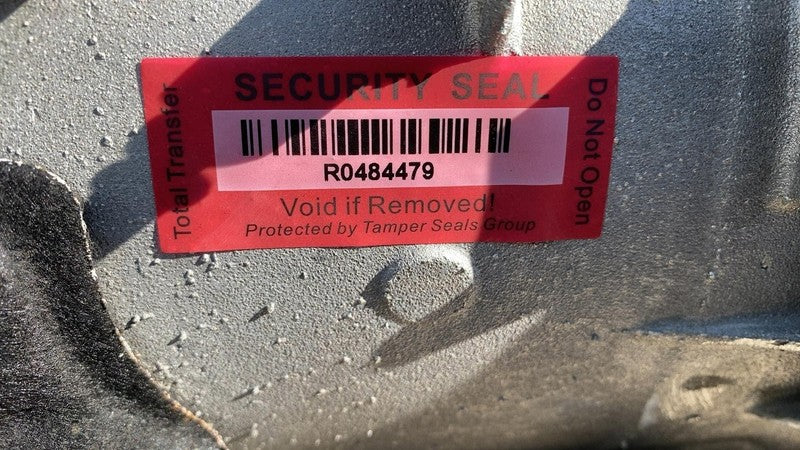 SECURITY SEAL
Total Transfer
R0484479
Do Not Open
Void if Removed!
Protected by Tamper Seals Group